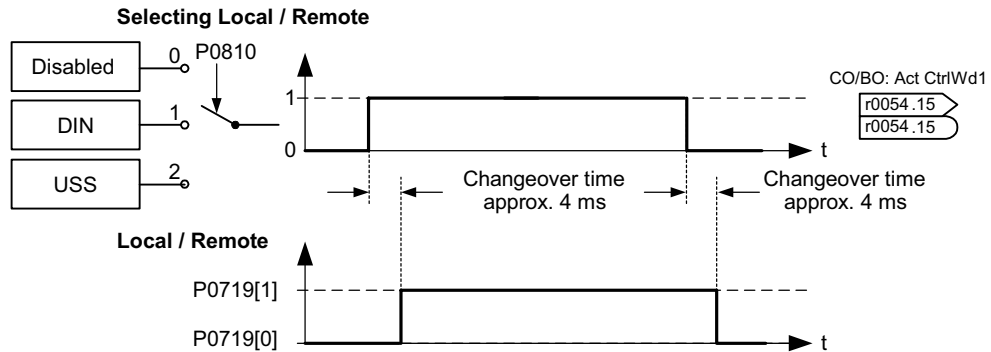 Selecting Local / Remote
Disabled
0
P0810
DIN
1
USS
2
1
0
t
CO/BO: Act CtrlWd1
r0054 .15
r0054 .15
Changeover time
approx. 4 ms
Changeover time
approx. 4 ms
Local / Remote
P0719[1]
P0719[0]
t